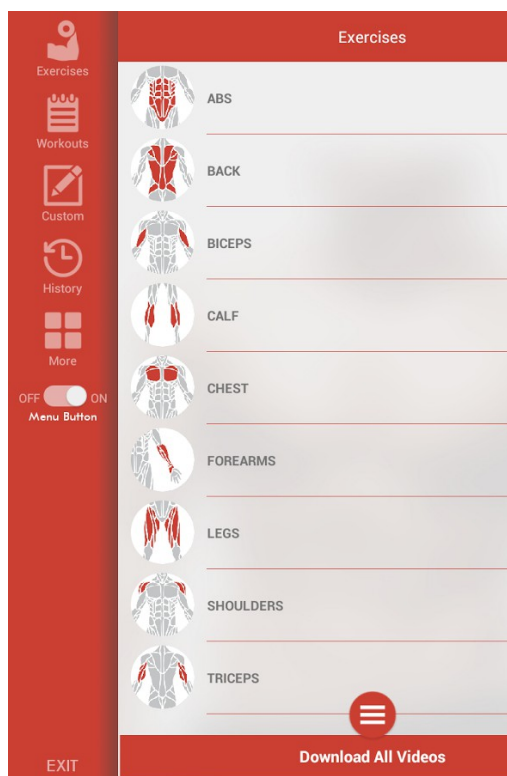 Exercises
Workouts
Custom
History
More
OFF ON
Menu Button
EXIT
Exercises
ABS
BACK
BICEPS
CALF
CHEST
FOREARMS
LEGS
SHOULDERS
TRICEPS
Download All Videos